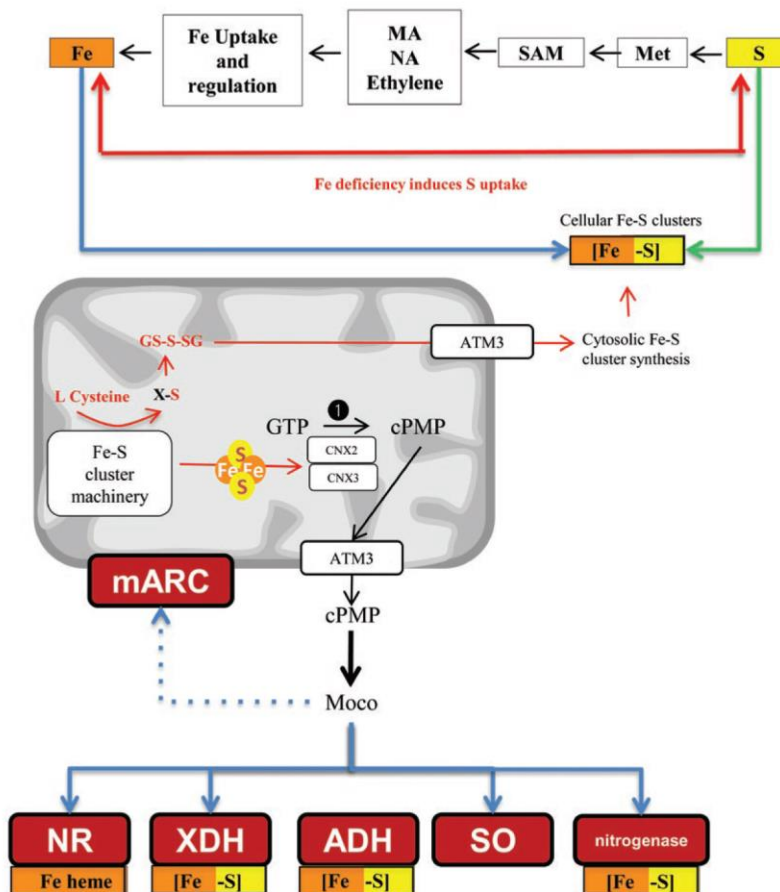 Fe
Fe Uptake
and
regulation
MA
NA
Ethylene
SAM
Met
S
Fe deficiency induces S uptake
Cellular Fe-S clusters
[Fe -S]
GS-S-SG
ATM3
Cytosolic Fe-S
cluster synthesis
L Cysteine
X-S
Fe-S
cluster
machinery
S
Fe Fe
S
1
GTP
cPMP
CNX2
CNX3
ATM3
mARC
cPMP
Moco
NR
XDH
ADH
SO
nitrogenase
Fe heme
[Fe -S]
[Fe -S]
[Fe -S]